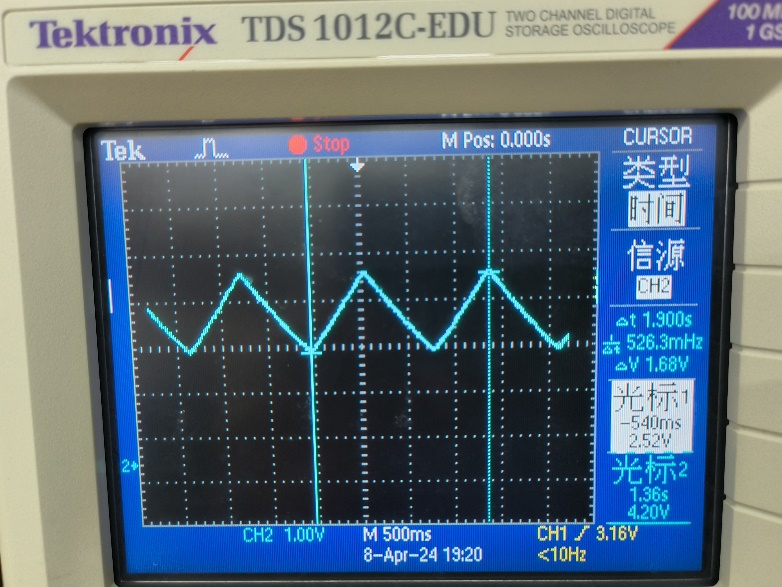 Tektronix TDS 1012C-EDU TWO CHANNEL DIGITAL
STORAGE OSCILLOSCOPE
100 M
1 GS
Tek Stop M Pos: 0.000s CURSOR
类型
时间
信源
CH2
△t 1.900s
1/△t 526.3mHz
△V 1.68V
光标1
-540ms
2.52V
光标2
1.36s
4.20V
2+
CH2 1.00V M 500ms CH1 3.16V
8-Apr-24 19:20 <10Hz